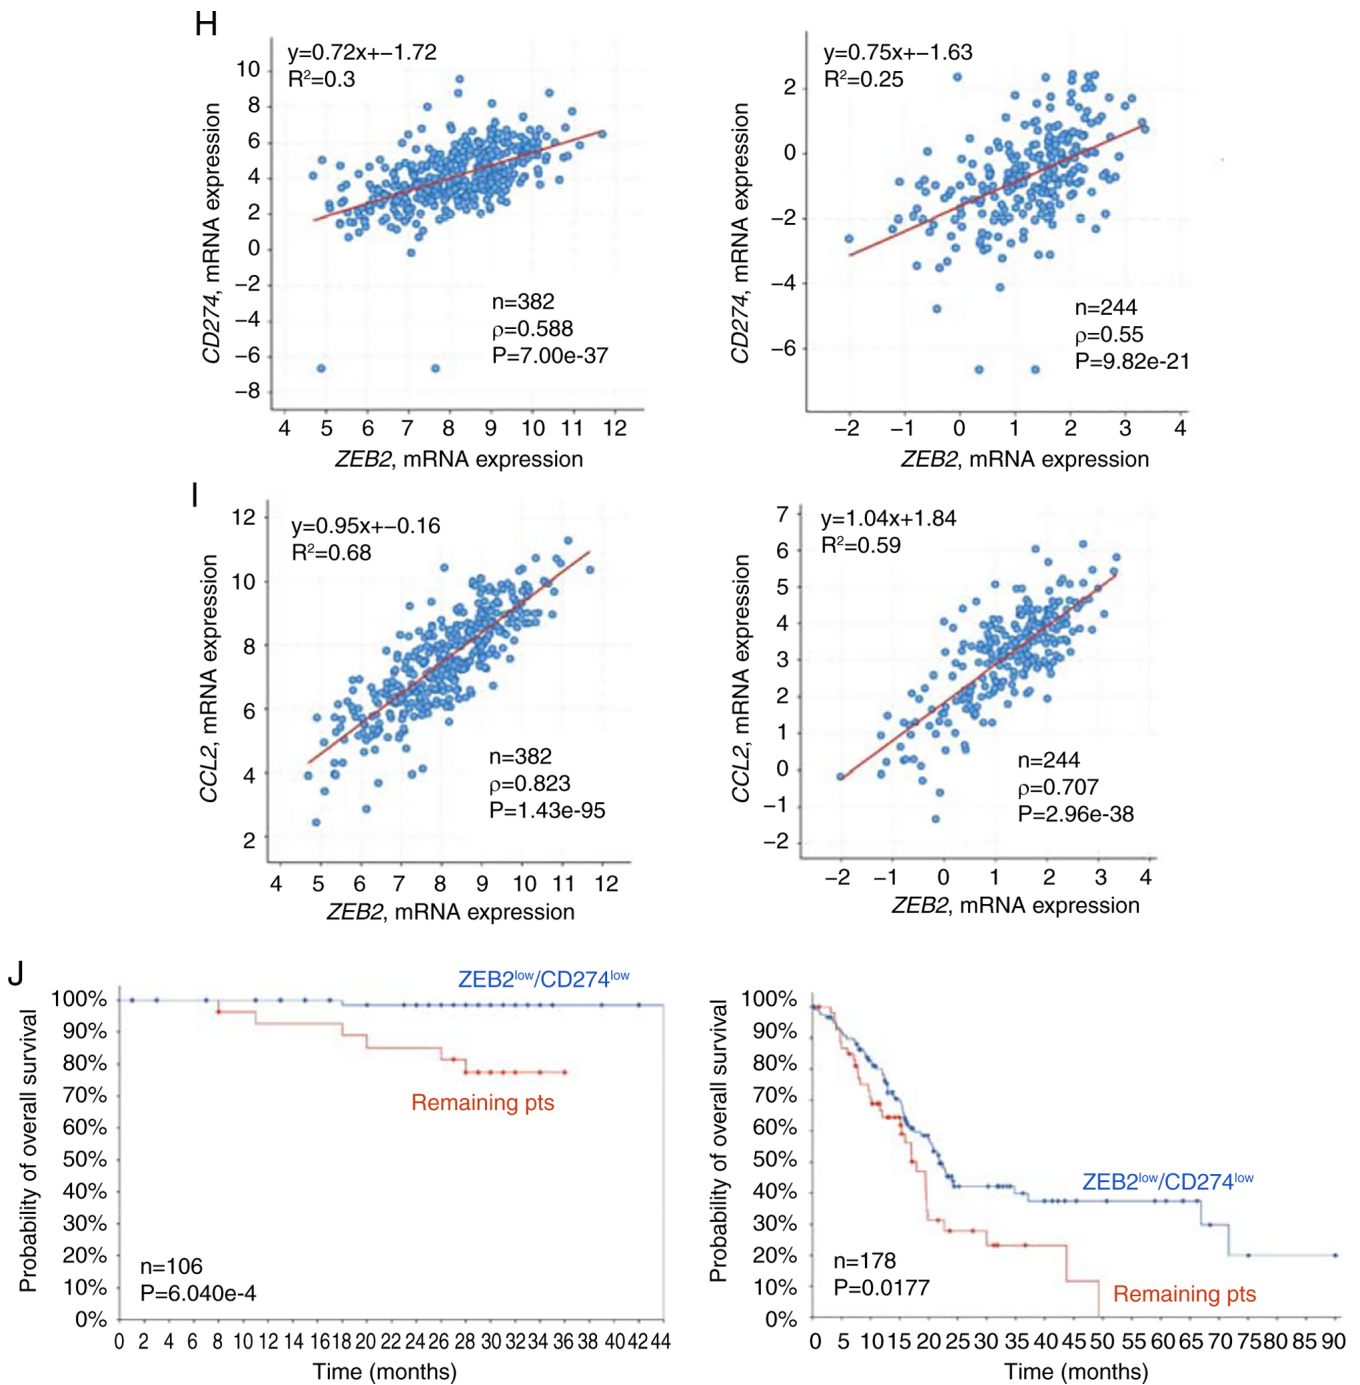 H
y=0.72x+−1.72
R²=0.3
10
8
6
4
2
0
−2
−4
−6
−8
CD274, mRNA expression
n=382
ρ=0.588
P=7.00e-37
4 5 6 7 8 9 10 11 12
ZEB2, mRNA expression
y=0.75x+−1.63
R²=0.25
2
0
−2
−4
−6
CD274, mRNA expression
n=244
ρ=0.55
P=9.82e-21
−2 −1 0 1 2 3 4
ZEB2, mRNA expression
I
y=0.95x+−0.16
R²=0.68
12
10
8
6
4
2
CCL2, mRNA expression
n=382
ρ=0.823
P=1.43e-95
4 5 6 7 8 9 10 11 12
ZEB2, mRNA expression
y=1.04x+1.84
R²=0.59
7
6
5
4
3
2
1
0
−1
−2
CCL2, mRNA expression
n=244
ρ=0.707
P=2.96e-38
−2 −1 0 1 2 3 4
ZEB2, mRNA expression
J
ZEB2low/CD274low
100%
90%
80%
70%
60%
50%
40%
30%
20%
10%
0%
Probability of overall survival
Remaining pts
n=106
P=6.040e-4
0 2 4 6 8 10 12 14 16 18 20 22 24 26 28 30 32 34 36 38 40 42 44
Time (months)
100%
90%
80%
70%
60%
50%
40%
30%
20%
10%
0%
Probability of overall survival
ZEB2low/CD274low
n=178
P=0.0177
Remaining pts
0 5 10 15 20 25 30 35 40 45 50 55 60 65 70 75 80 85 90
Time (months)